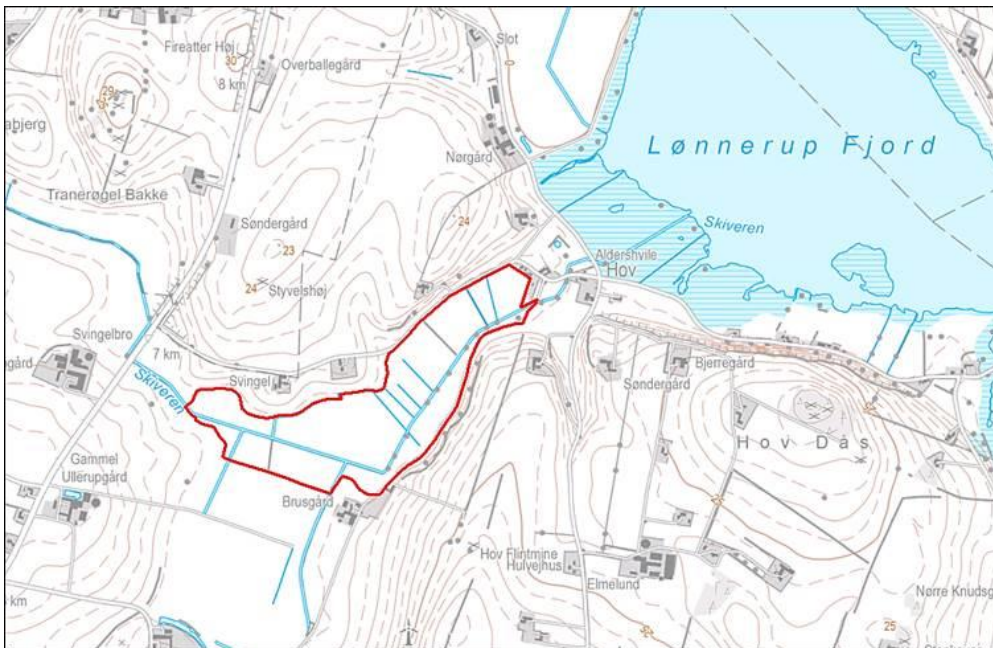 Slot
Fireatter Høj
30
Overballegård
8 km
29
Nørgård
Lønnerup Fjord
Tranerøgel Bakke
24
Søndergård
23
Skiveren
Aldershvile
Hov
24
Styvelshøj
Svingelbro
7 km
Svingel
Bjerregård
Søndergård
Skiveren
Hov Dås
Gammel
Ullerupgård
Brusgård
Hov Flintmine
Hulvejhus
Elmelund
Nørre Knudsg
25